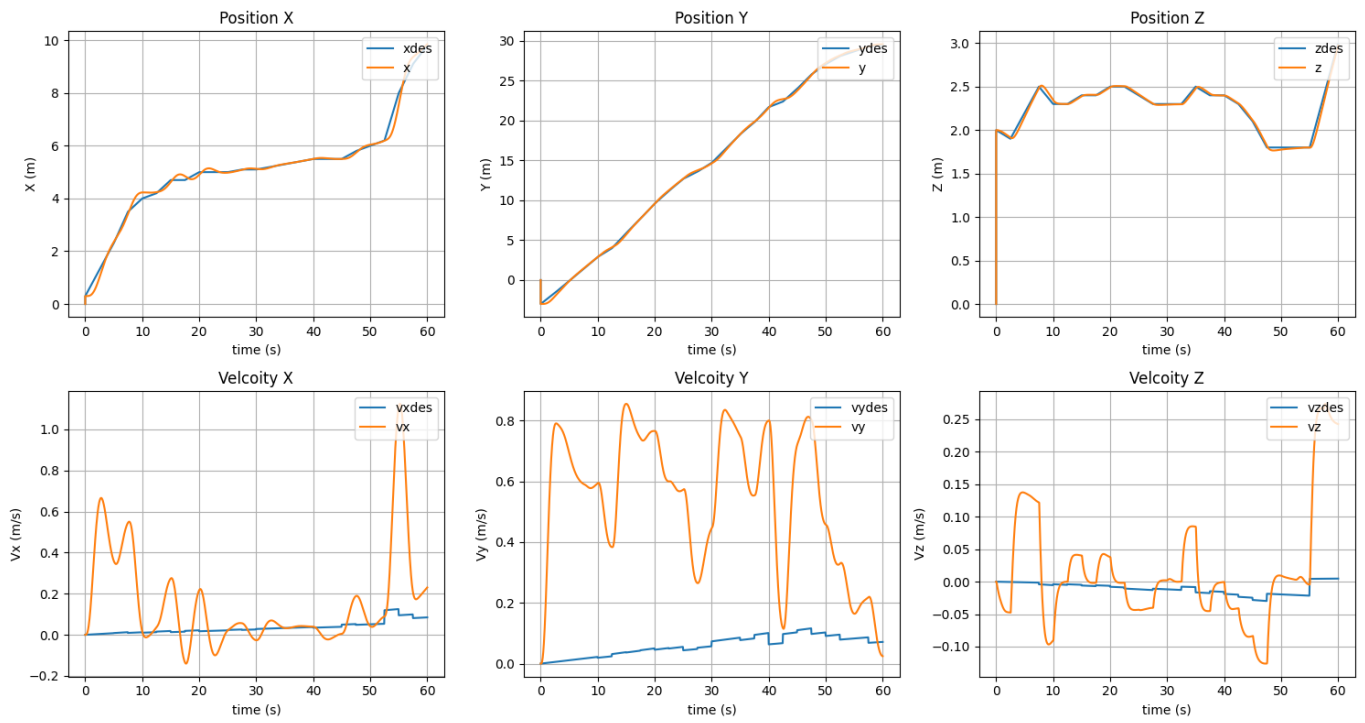 Position X
X (m)
10
8
6
4
2
0
0 10 20 30 40 50 60
time (s)
xdes
x
Position Y
Y (m)
30
25
20
15
10
5
0
0 10 20 30 40 50 60
time (s)
ydes
y
Position Z
Z (m)
3.0
2.5
2.0
1.5
1.0
0.5
0.0
0 10 20 30 40 50 60
time (s)
zdes
z
Velcoity X
Vx (m/s)
1.0
0.8
0.6
0.4
0.2
0.0
−0.2
0 10 20 30 40 50 60
time (s)
vxdes
vx
Velcoity Y
Vy (m/s)
0.8
0.6
0.4
0.2
0.0
0 10 20 30 40 50 60
time (s)
vydes
vy
Velcoity Z
Vz (m/s)
0.25
0.20
0.15
0.10
0.05
0.00
−0.05
−0.10
0 10 20 30 40 50 60
time (s)
vzdes
vz